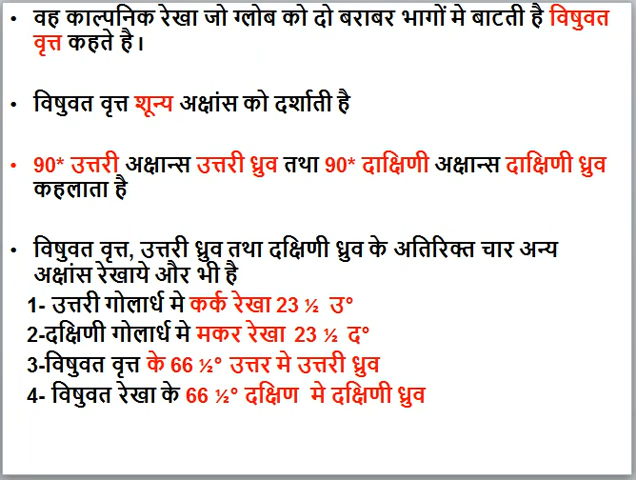 • वह काल्पनिक रेखा जो ग्लोब को दो बराबर भागों मे बाटती है विषुवत
वृत्त कहते है।
• विषुवत वृत्त शून्य अक्षांस को दर्शाती है
• 90* उत्तरी अक्षान्स उत्तरी ध्रुव तथा 90* दाक्षिणी अक्षान्स दाक्षिणी ध्रुव
कहलाता है
• विषुवत वृत्त, उत्तरी ध्रुव तथा दक्षिणी ध्रुव के अतिरिक्त चार अन्य
अक्षांस रेखाये और भी है
1- उत्तरी गोलार्ध मे कर्क रेखा 23 ½ उ°
2-दक्षिणी गोलार्ध मे मकर रेखा 23 ½ द°
3-विषुवत वृत्त के 66 ½° उत्तर मे उत्तरी ध्रुव
4- विषुवत रेखा के 66 ½° दक्षिण मे दक्षिणी ध्रुव